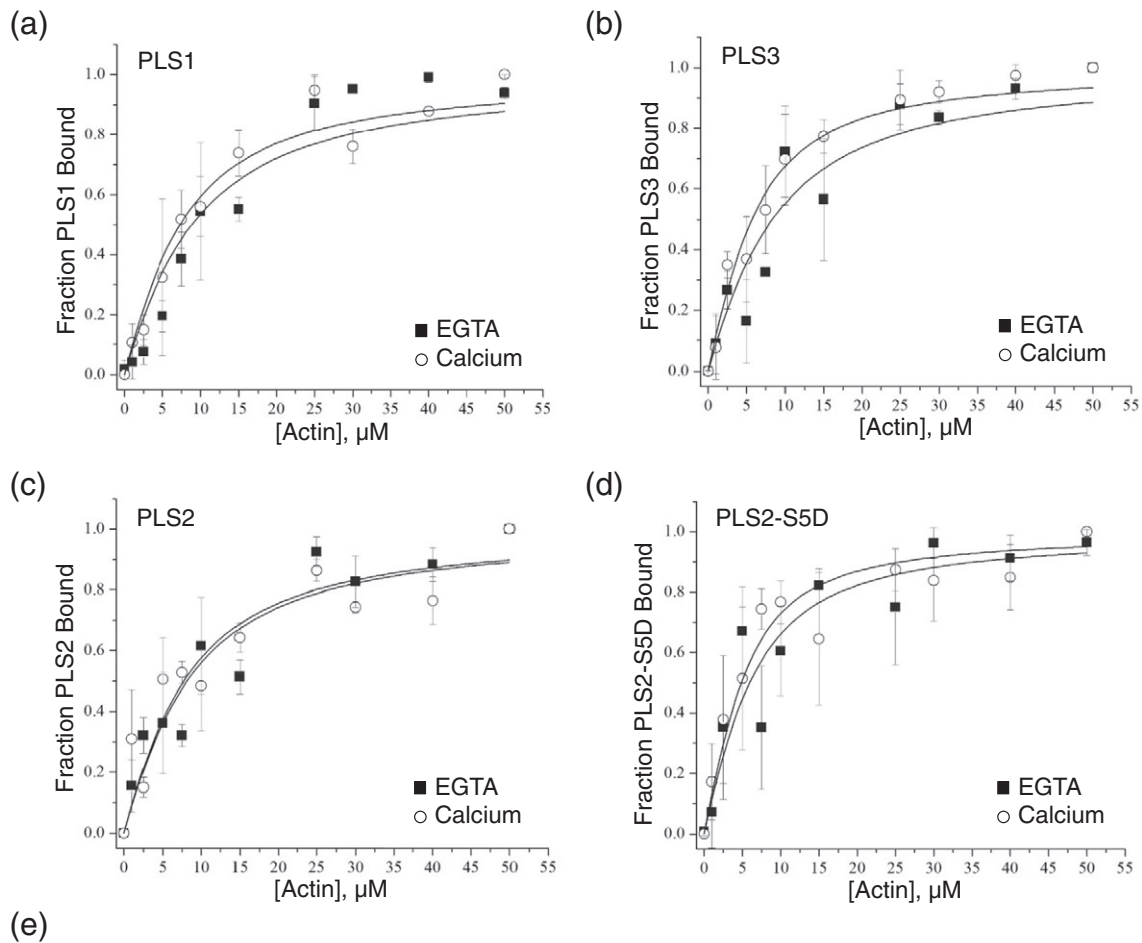 (a)
PLS1
Fraction PLS1 Bound
1.0
0.8
0.6
0.4
0.2
0.0
EGTA
Calcium
0 5 10 15 20 25 30 35 40 45 50 55
[Actin], µM
(b)
PLS3
Fraction PLS3 Bound
1.0
0.8
0.6
0.4
0.2
0.0
EGTA
Calcium
0 5 10 15 20 25 30 35 40 45 50 55
[Actin], µM
(c)
PLS2
Fraction PLS2 Bound
1.0
0.8
0.6
0.4
0.2
0.0
EGTA
Calcium
0 5 10 15 20 25 30 35 40 45 50 55
[Actin], µM
(d)
PLS2-S5D
Fraction PLS2-S5D Bound
1.0
0.8
0.6
0.4
0.2
0.0
EGTA
Calcium
0 5 10 15 20 25 30 35 40 45 50 55
[Actin], µM
(e)